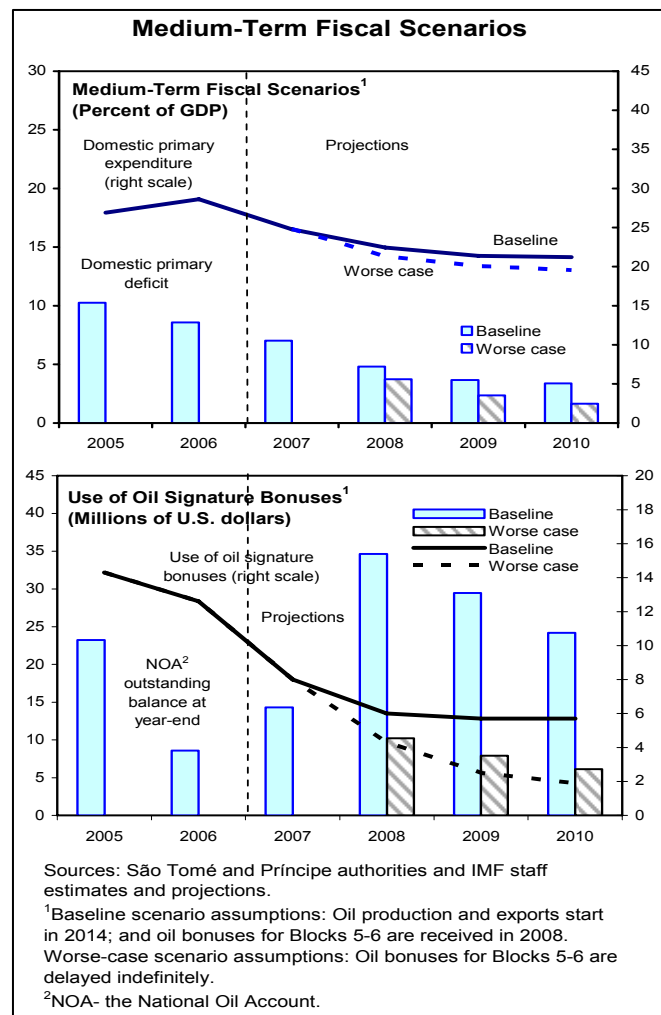 Medium-Term Fiscal Scenarios
30
25
20
15
10
5
0
45
40
35
30
25
20
15
10
5
0
Medium-Term Fiscal Scenarios¹
(Percent of GDP)
Domestic primary
expenditure
(right scale)
Projections
Baseline
Worse case
Domestic primary
deficit
Baseline
Worse case
2005 2006 2007 2008 2009 2010
45
40
35
30
25
20
15
10
5
0
20
18
16
14
12
10
8
6
4
2
0
Use of Oil Signature Bonuses¹
(Millions of U.S. dollars)
Baseline
Worse case
Baseline
Worse case
Use of oil signature
bonuses (right scale)
Projections
NOA²
outstanding
balance at
year-end
2005 2006 2007 2008 2009 2010
Sources: São Tomé and Príncipe authorities and IMF staff
estimates and projections.
¹Baseline scenario assumptions: Oil production and exports start
in 2014; and oil bonuses for Blocks 5-6 are received in 2008.
Worse-case scenario assumptions: Oil bonuses for Blocks 5-6 are
delayed indefinitely.
²NOA- the National Oil Account.